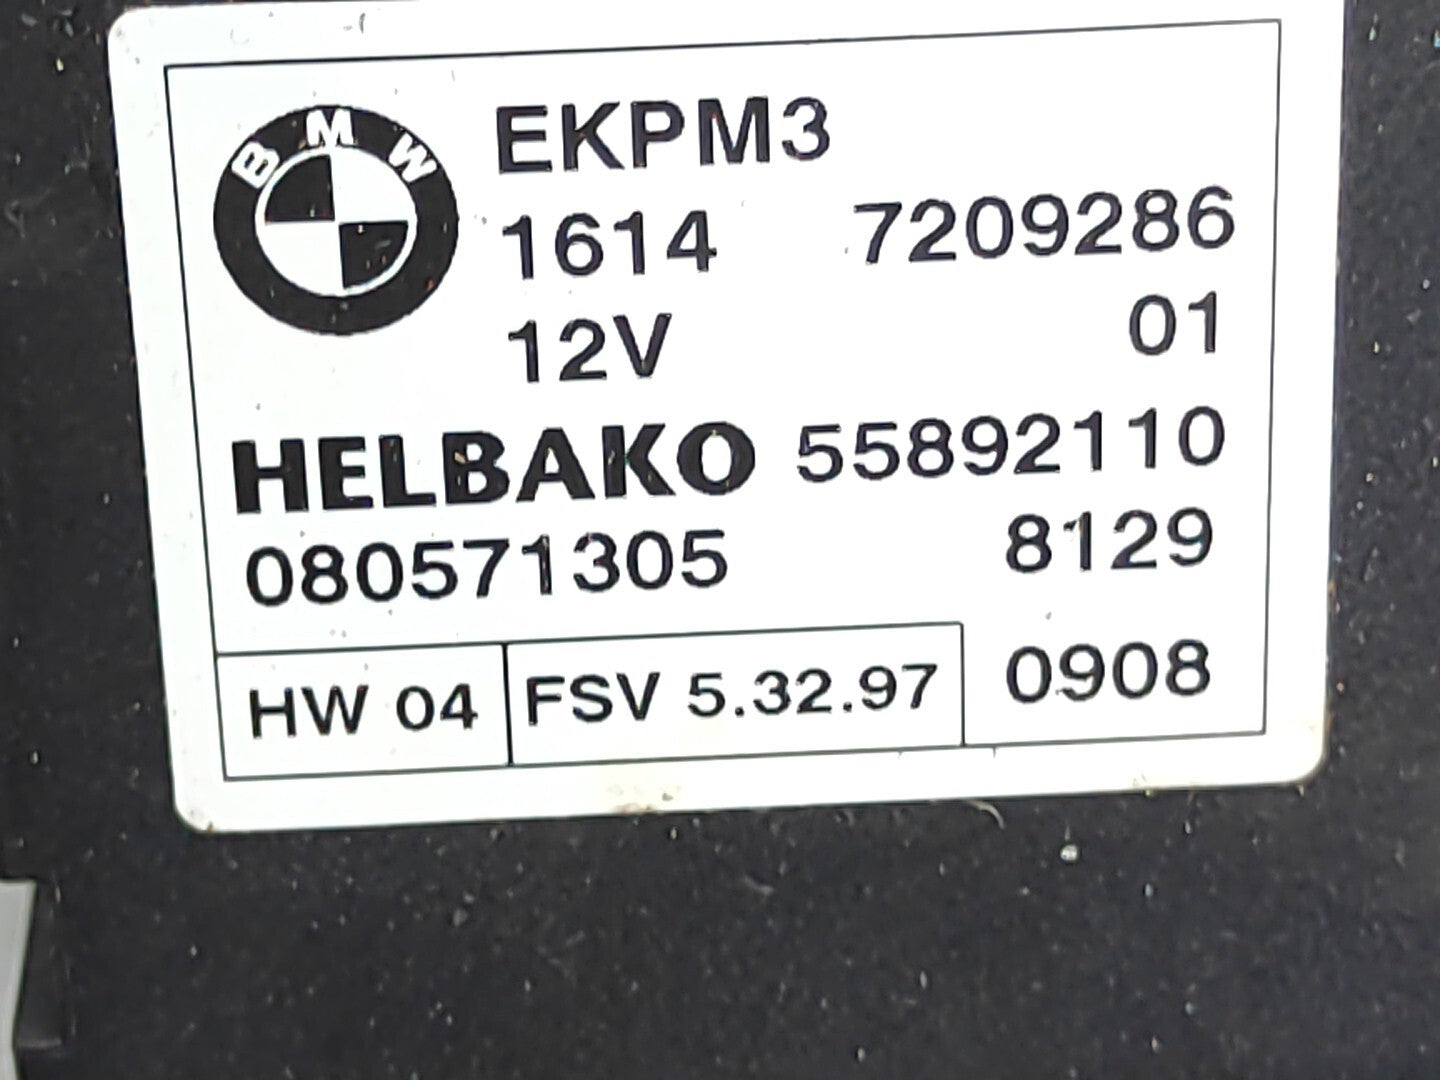 BMW
EKPM3
1614 7209286
12V 01
HELBAKO 55892110
080571305 8129
HW 04 FSV 5.32.97 0908